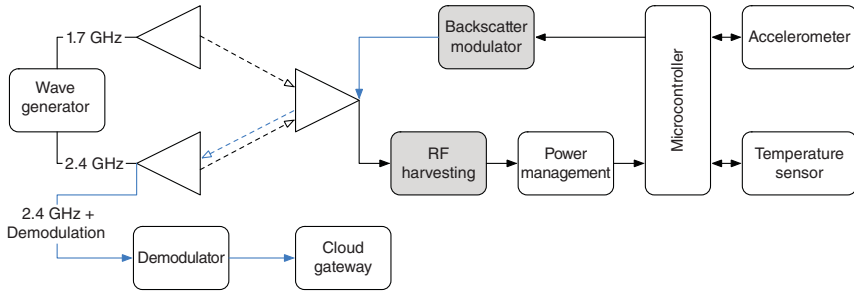 1.7 GHz
Wave
generator
2.4 GHz
2.4 GHz +
Demodulation
Demodulator
Cloud
gateway
Backscatter
modulator
RF
harvesting
Power
management
Microcontroller
Accelerometer
Temperature
sensor